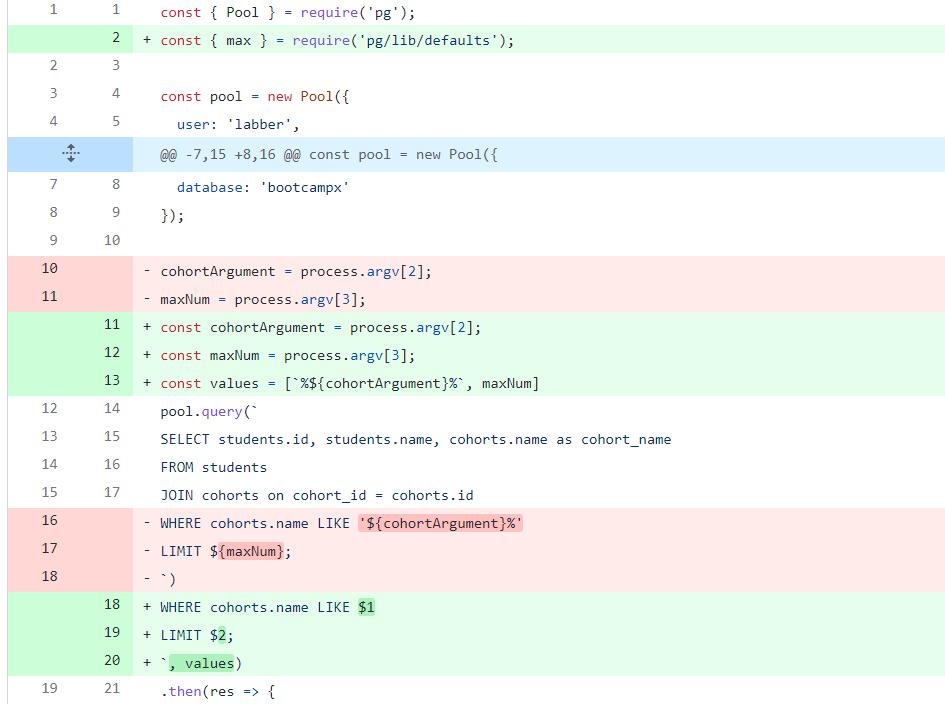 1 1 const { Pool } = require('pg');
2 + const { max } = require('pg/lib/defaults');
2 3
3 4 const pool = new Pool({
4 5 user: 'labber',
@@ -7,15 +8,16 @@ const pool = new Pool({
7 8 database: 'bootcampx'
8 9 });
9 10
10 - cohortArgument = process.argv[2];
11 - maxNum = process.argv[3];
11 + const cohortArgument = process.argv[2];
12 + const maxNum = process.argv[3];
13 + const values = [`%${cohortArgument}%`, maxNum]
12 14 pool.query(`
13 15 SELECT students.id, students.name, cohorts.name as cohort_name
14 16 FROM students
15 17 JOIN cohorts on cohort_id = cohorts.id
16 - WHERE cohorts.name LIKE '${cohortArgument}%'
17 - LIMIT ${maxNum};
18 - `)
18 + WHERE cohorts.name LIKE $1
19 + LIMIT $2;
20 + `, values)
19 21 .then(res => {